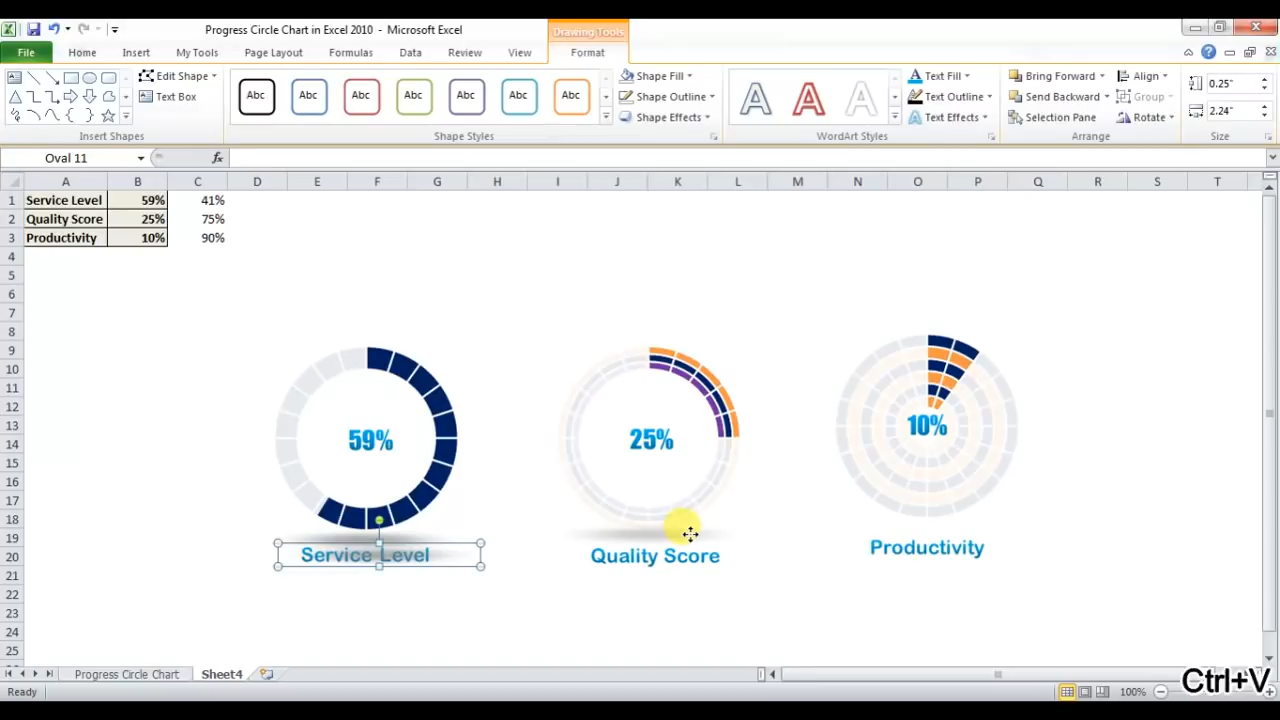 Progress Circle Chart in Excel 2010 - Microsoft Excel
Drawing Tools
File Home Insert My Tools Page Layout Formulas Data Review View Format
Edit Shape
Text Box
Insert Shapes
Abc Abc Abc Abc Abc Abc Abc
Shape Fill
Shape Outline
Shape Effects
Shape Styles
A A A
Text Fill
Text Outline
Text Effects
WordArt Styles
Bring Forward
Send Backward
Selection Pane
Align
Group
Rotate
Arrange
0.25"
2.24"
Size
Oval 11
fx
A B C D E F G H I J K L M N O P Q R S T
1 Service Level 59% 41%
2 Quality Score 25% 75%
3 Productivity 10% 90%
4
5
6
7
8
9
10
11
12
13
14
15
16
17
18
19
20
21
22
23
24
25
59% 25% 10%
Service Level Quality Score Productivity
Progress Circle Chart Sheet4
Ready
100%
Ctrl+V